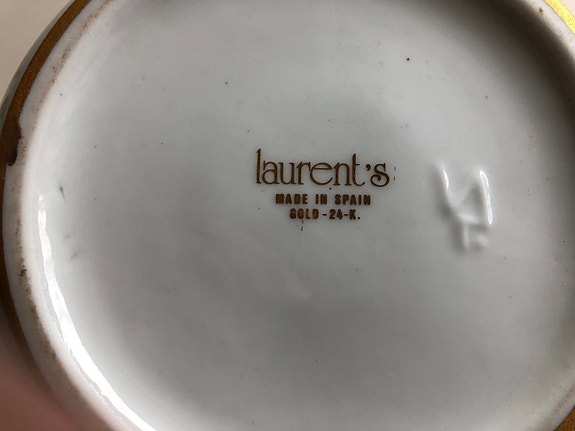 laurent's
MADE IN SPAIN
GOLD-24-K.